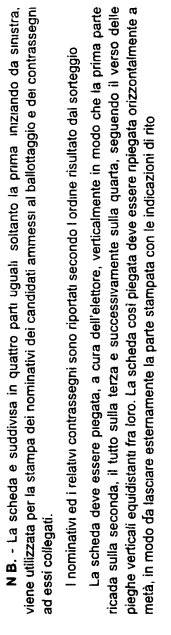 N B. - La scheda e suddivisa in quattro parti uguali soltanto la prima iniziando da sinistra,
viene utilizzata per la stampa dei nominativi dei candidati ammessi al ballottaggio e dei contrassegni
ad essi collegati.
I nominativi ed i relativi contrassegni sono riportati secondo l ordine risultato dal sorteggio
La scheda deve essere piegata, a cura dell'elettore, verticalmente in modo che la prima parte
ricada sulla seconda, il tutto sulla terza e successivamente sulla quarta, seguendo il verso delle
pieghe verticali equidistanti fra loro. La scheda così piegata deve essere ripiegata orizzontalmente a
metà, in modo da lasciare esternamente la parte stampata con le indicazioni di rito